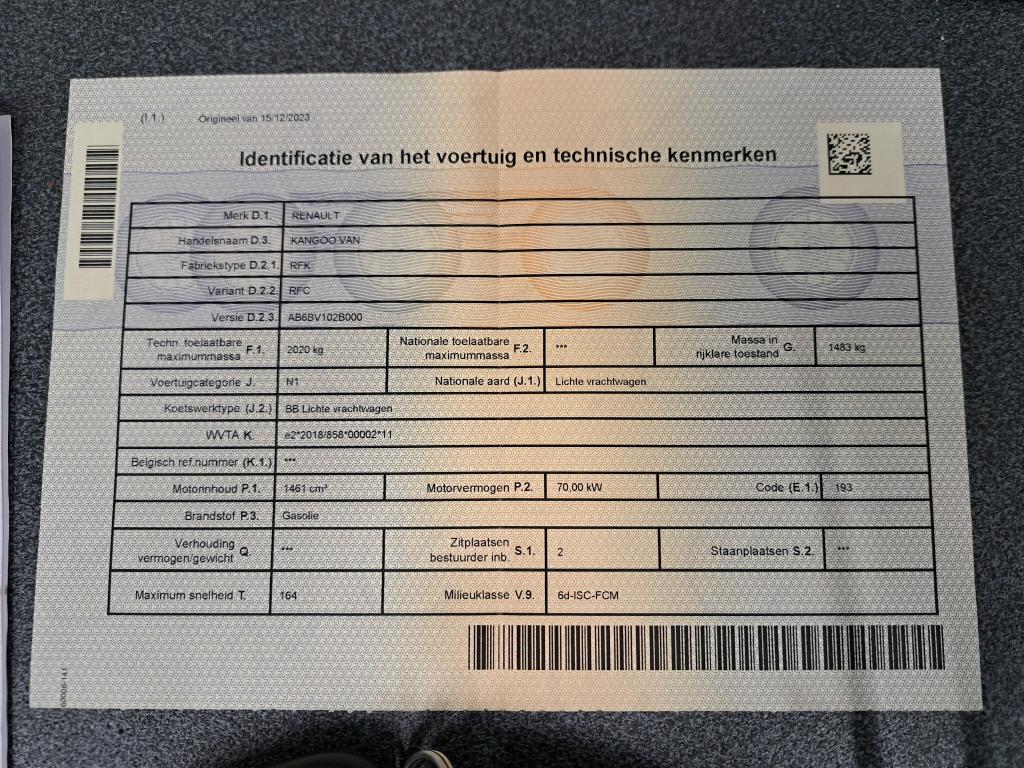 (I.1.) Origineel van 15/12/2023
Identificatie van het voertuig en technische kenmerken
Merk D.1. RENAULT
Handelsnaam D.3. KANGOO VAN
Fabriekstype D.2.1. RFK
Variant D.2.2. RFC
Versie D.2.3. AB6BV102B000
Techn. toelaatbare maximummassa F.1. 2020 kg Nationale toelaatbare maximummassa F.2. *** Massa in rijklare toestand G. 1483 kg
Voertuigcategorie J. N1 Nationale aard (J.1.) Lichte vrachtwagen
Koetswerktype (J.2.) BB Lichte vrachtwagen
WVTA K. e2*2018/858*00002*11
Belgisch ref.nummer (K.1.) ***
Motorinhoud P.1. 1461 cm³ Motorvermogen P.2. 70,00 kW Code (E.1.) 193
Brandstof P.3. Gasolie
Verhouding vermogen/gewicht Q. *** Zitplaatsen bestuurder inb. S.1. 2 Staanplaatsen S.2. ***
Maximum snelheid T. 164 Milieuklasse V.9. 6d-ISC-FCM